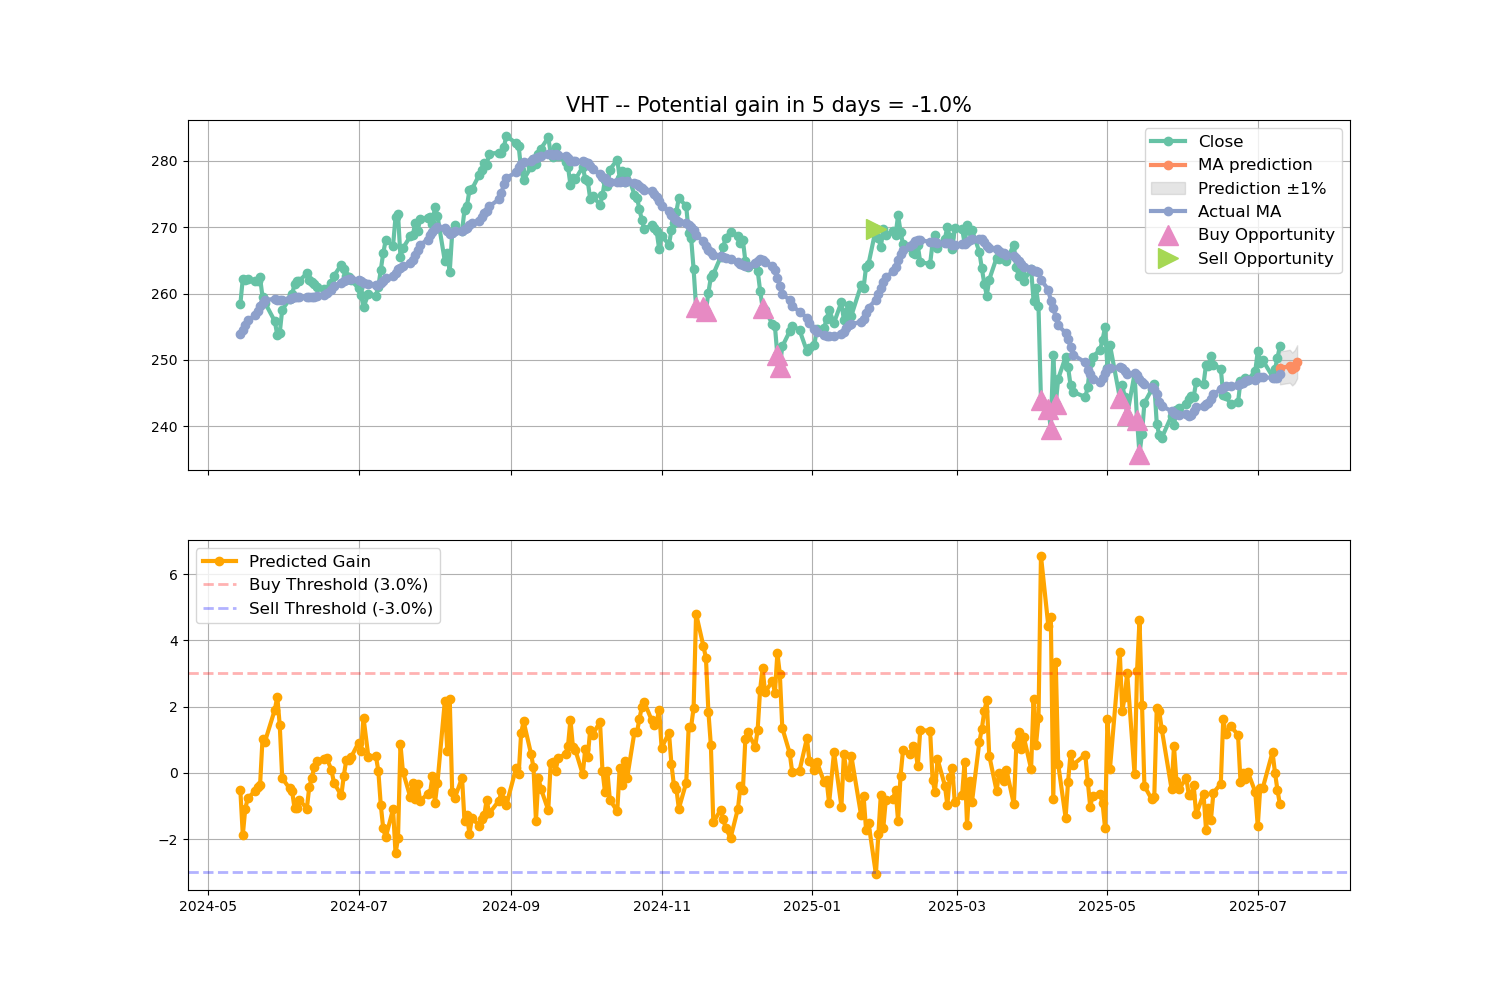 VHT -- Potential gain in 5 days = -1.0%
280
270
260
250
240
Close
MA prediction
Prediction ±1%
Actual MA
Buy Opportunity
Sell Opportunity
6
4
2
0
−2
Predicted Gain
Buy Threshold (3.0%)
Sell Threshold (-3.0%)
2024-05
2024-07
2024-09
2024-11
2025-01
2025-03
2025-05
2025-07